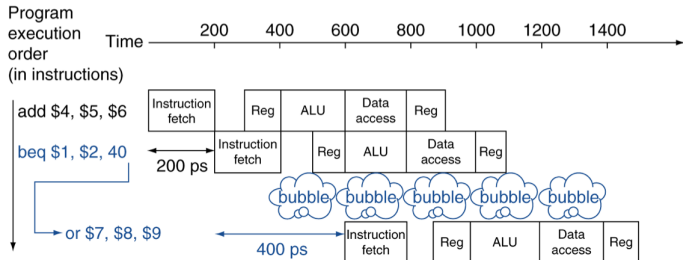 Program
execution
order
(in instructions)
Time
200 400 600 800 1000 1200 1400
add $4, $5, $6
Instruction
fetch
Reg
ALU
Data
access
Reg
beq $1, $2, 40
200 ps
Instruction
fetch
Reg
ALU
Data
access
Reg
bubble bubble bubble bubble bubble
or $7, $8, $9
400 ps
Instruction
fetch
Reg
ALU
Data
access
Reg